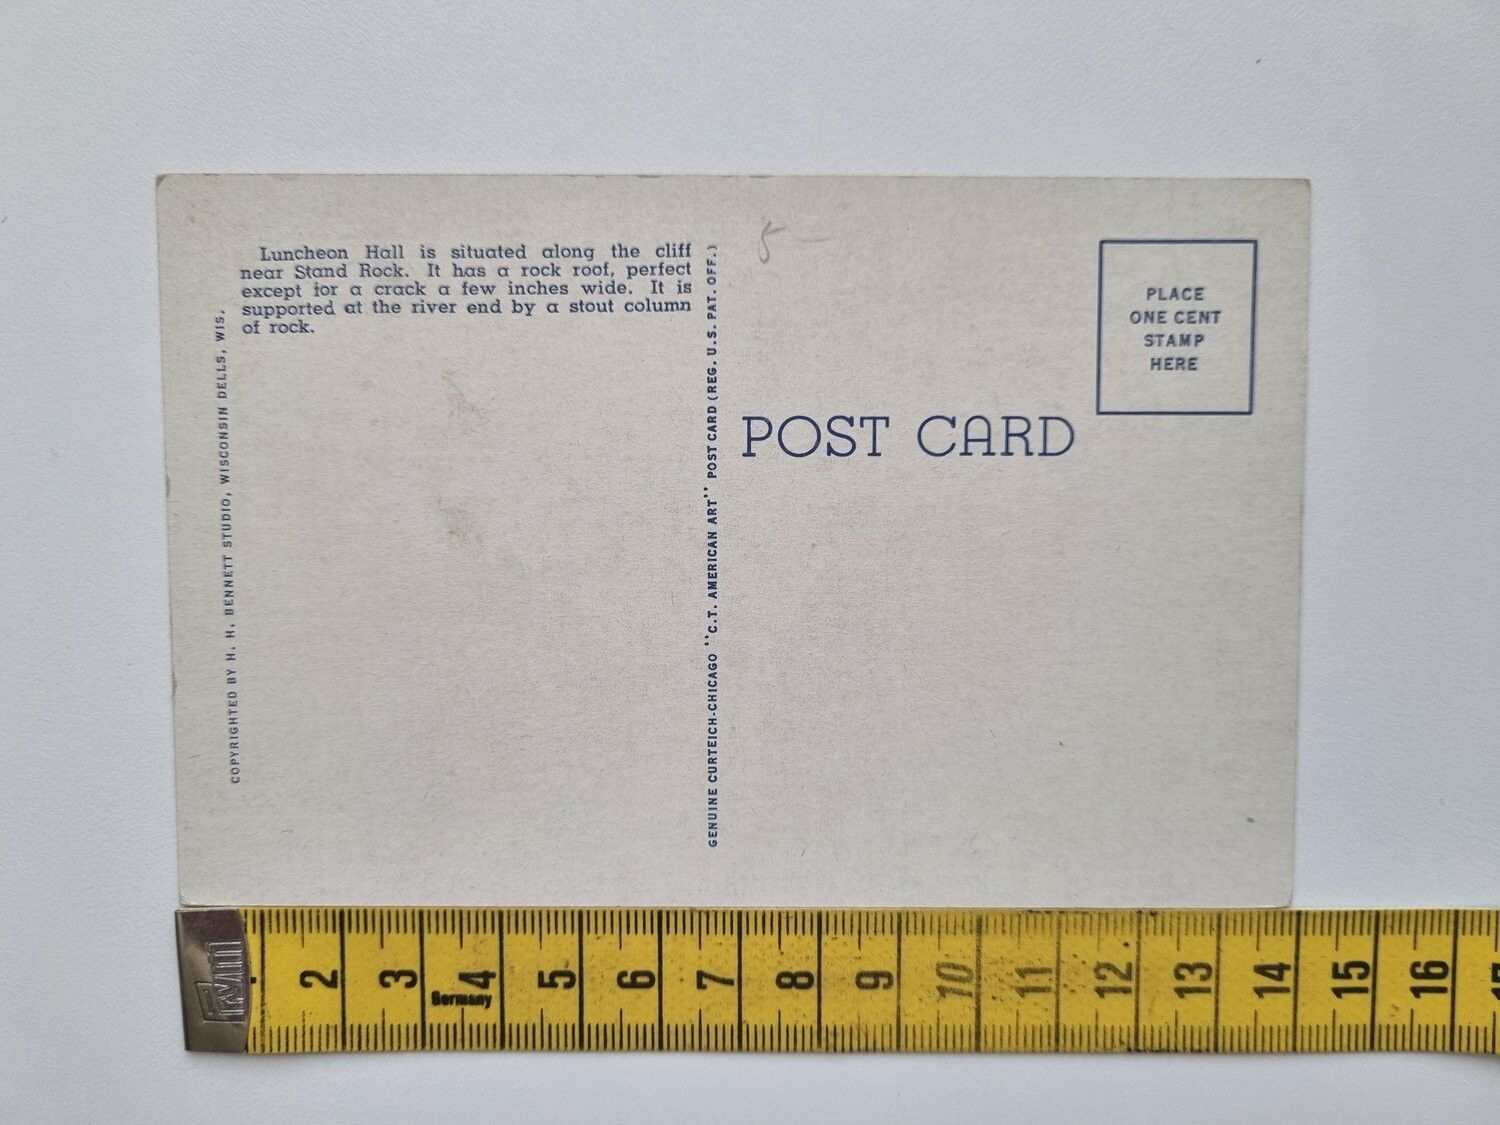 Luncheon Hall is situated along the cliff
near Stand Rock. It has a rock roof, perfect
except for a crack a few inches wide. It is
supported at the river end by a stout column
of rock.
COPYRIGHTED BY H. H. BENNETT STUDIO, WISCONSIN DELLS, WIS.
GENUINE CURTEICH-CHICAGO "C.T. AMERICAN ART" POST CARD (REG. U.S. PAT. OFF.)
5 –
POST CARD
PLACE
ONE CENT
STAMP
HERE
2 3 4 5 6 7 8 9 10 11 12 13 14 15 16
Germany
Prym